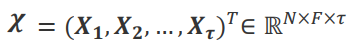 𝝌 = (𝑿₁, 𝑿₂, … , 𝑿_𝝉)ᵀ ∈ ℝ^{𝑁×𝐹×𝜏}